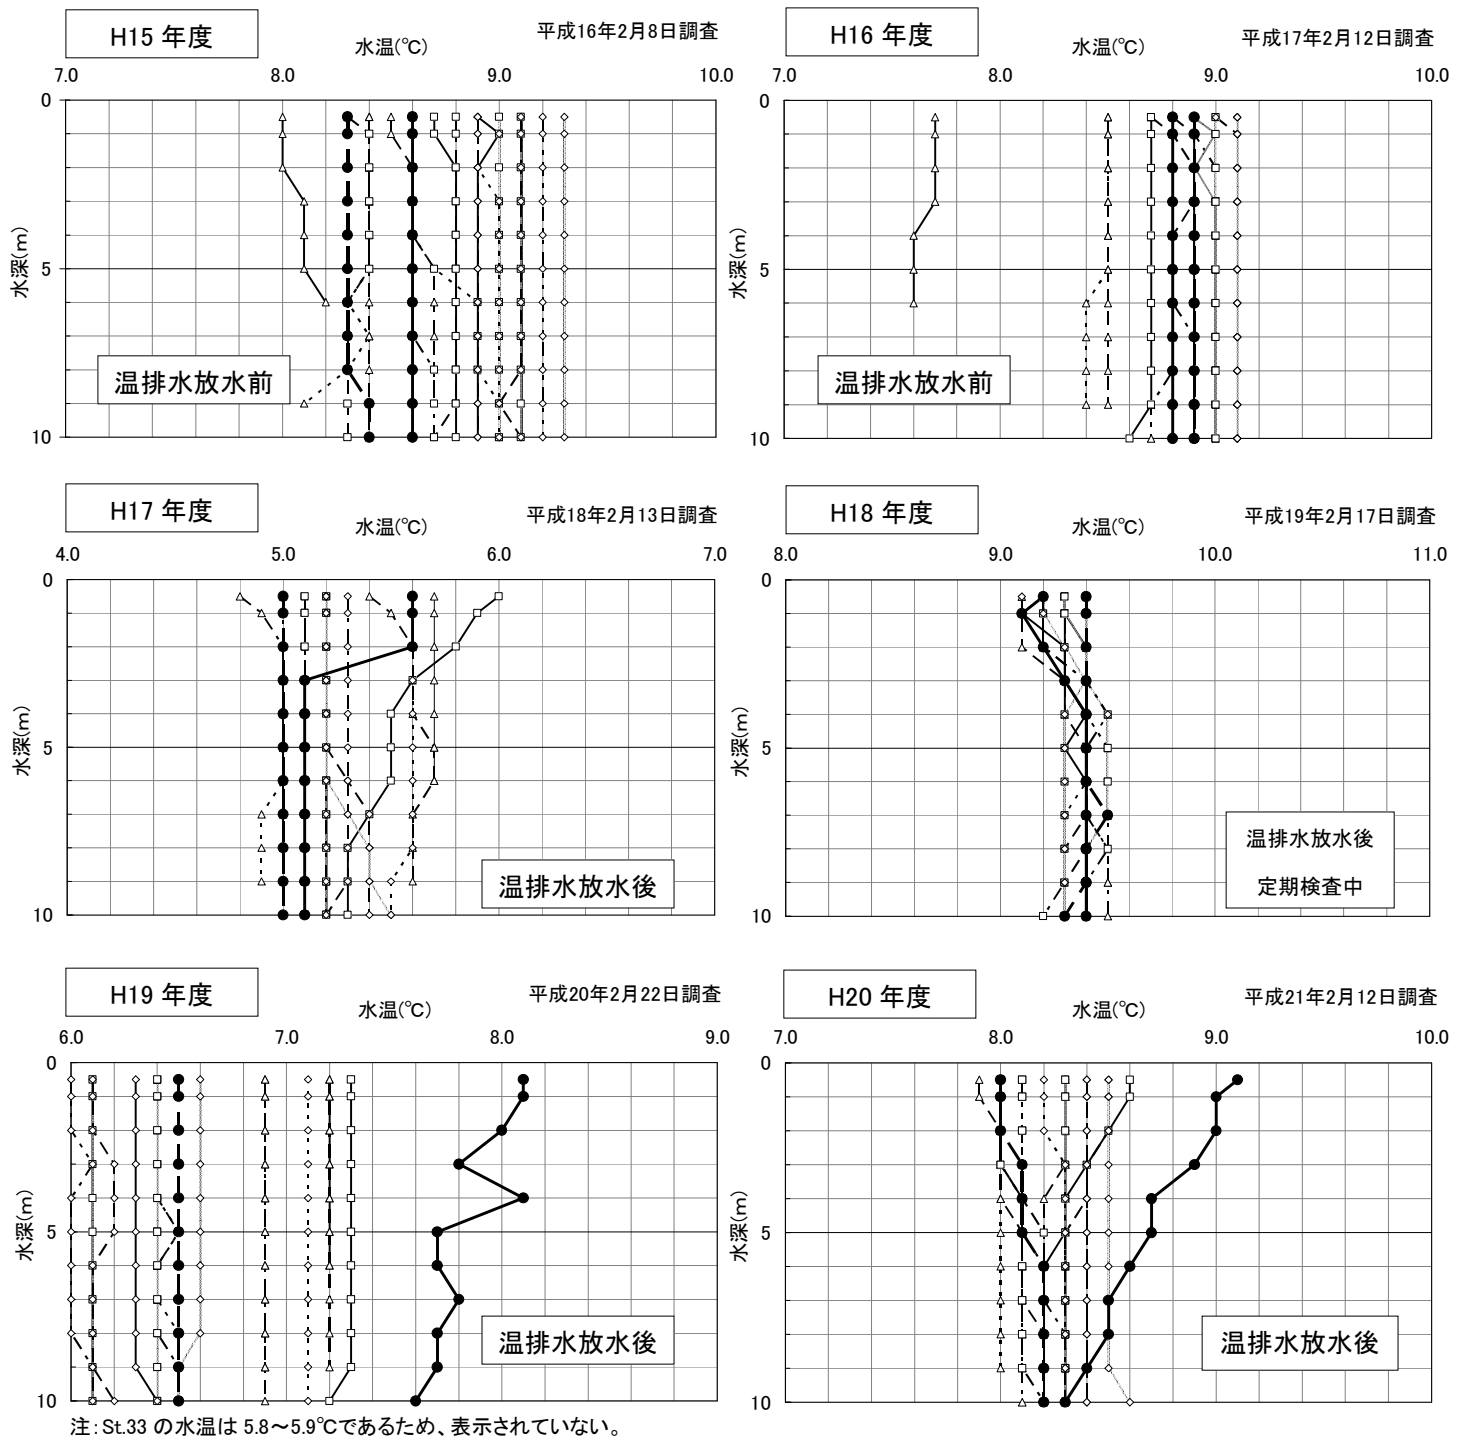 H15 年度
水温(℃)
平成16年2月8日調査
7.0 8.0 9.0 10.0
0
5
10
水深(m)
温排水放水前
H16 年度
水温(℃)
平成17年2月12日調査
7.0 8.0 9.0 10.0
0
5
10
水深(m)
温排水放水前
H17 年度
水温(℃)
平成18年2月13日調査
4.0 5.0 6.0 7.0
0
5
10
水深(m)
温排水放水後
H18 年度
水温(℃)
平成19年2月17日調査
8.0 9.0 10.0 11.0
0
5
10
水深(m)
温排水放水後
定期検査中
H19 年度
水温(℃)
平成20年2月22日調査
6.0 7.0 8.0 9.0
0
5
10
水深(m)
温排水放水後
H20 年度
水温(℃)
平成21年2月12日調査
7.0 8.0 9.0 10.0
0
5
10
水深(m)
温排水放水後
注：St.33 の水温は 5.8～5.9℃であるため、表示されていない。